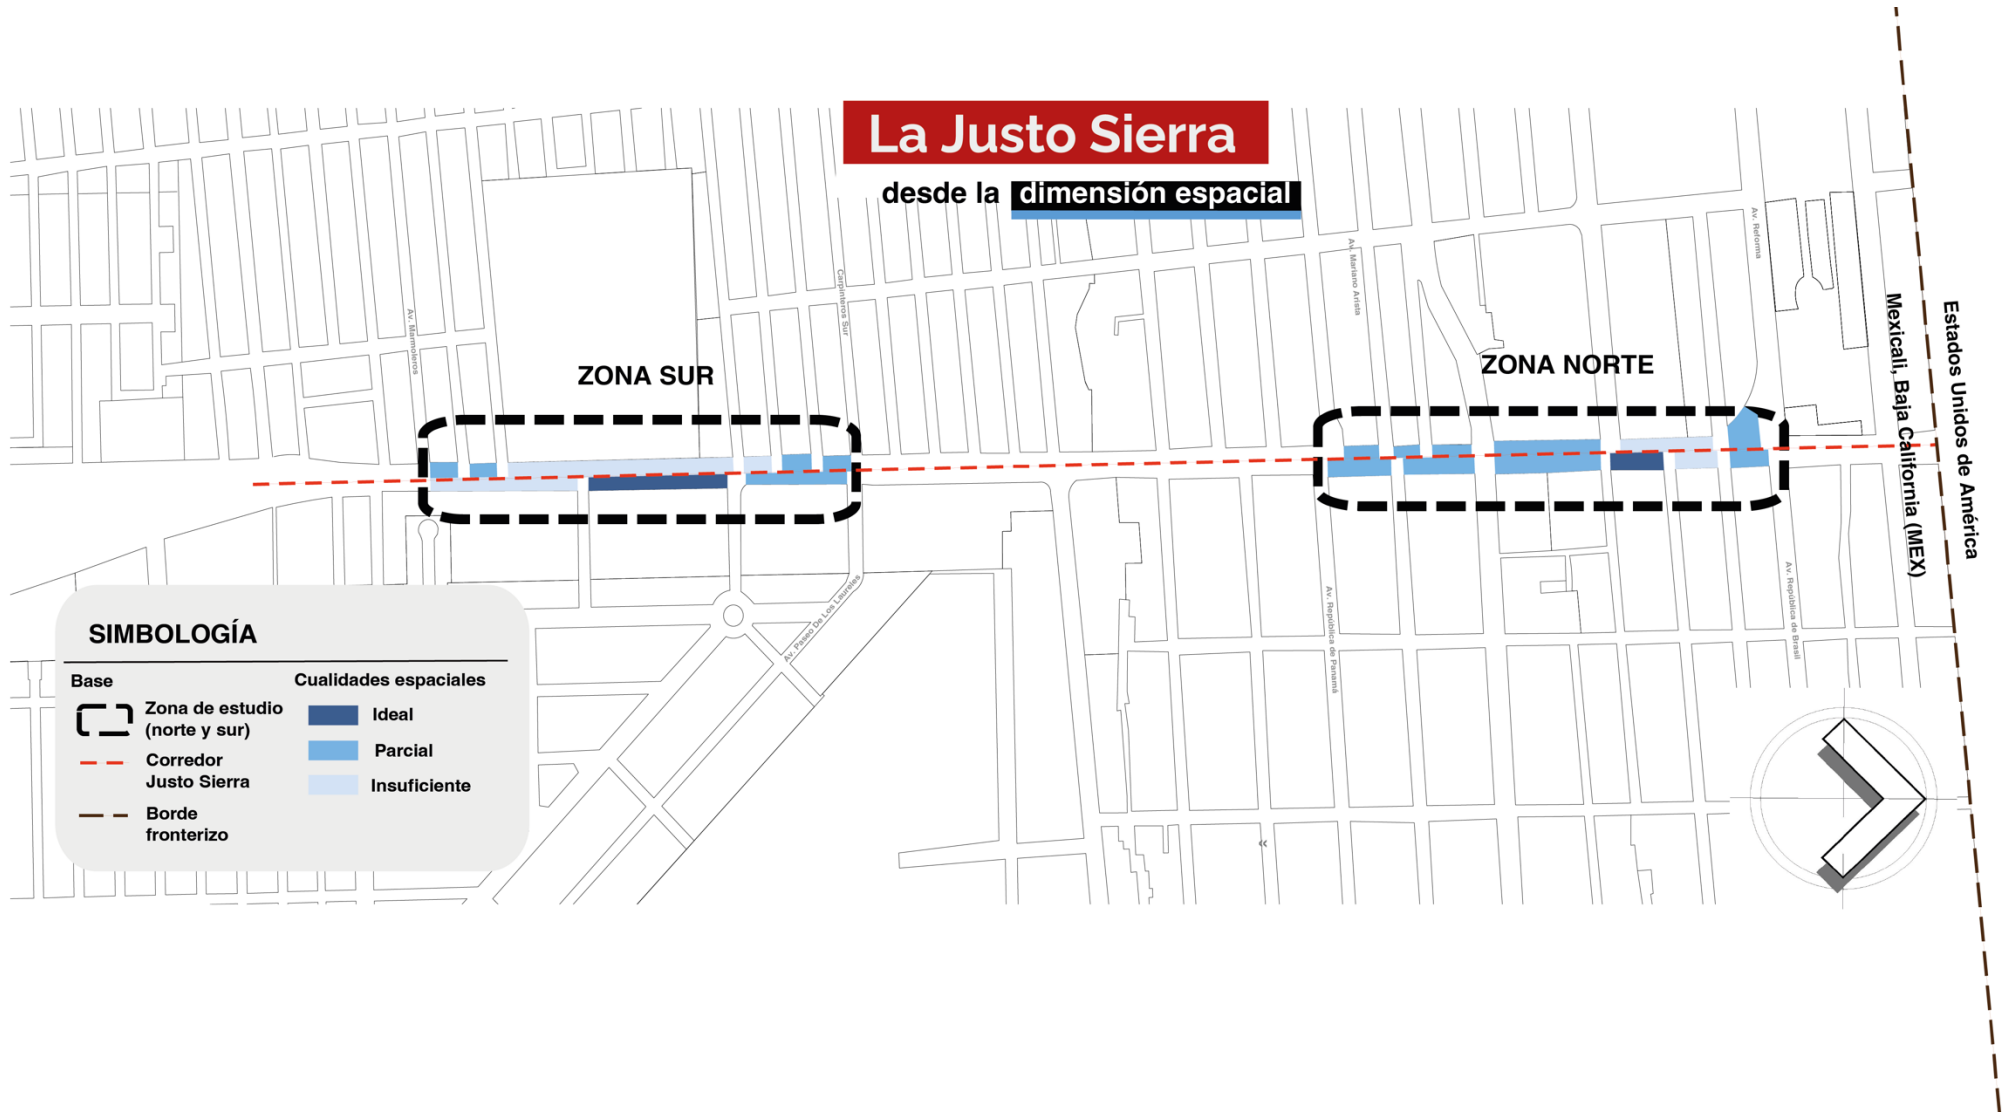 La Justo Sierra
desde la dimensión espacial
Av. Reforma
Av. Mariano Arista
Carpinteros Sur
Av. Marmoleros
ZONA SUR
ZONA NORTE
Mexicali, Baja California (MEX)
Estados Unidos de América
Av. Paseo De Los Laureles
Av. República de Panamá
Av. República de Brasil
SIMBOLOGÍA
Base
Zona de estudio
(norte y sur)
Corredor
Justo Sierra
Borde
fronterizo
Cualidades espaciales
Ideal
Parcial
Insuficiente
«